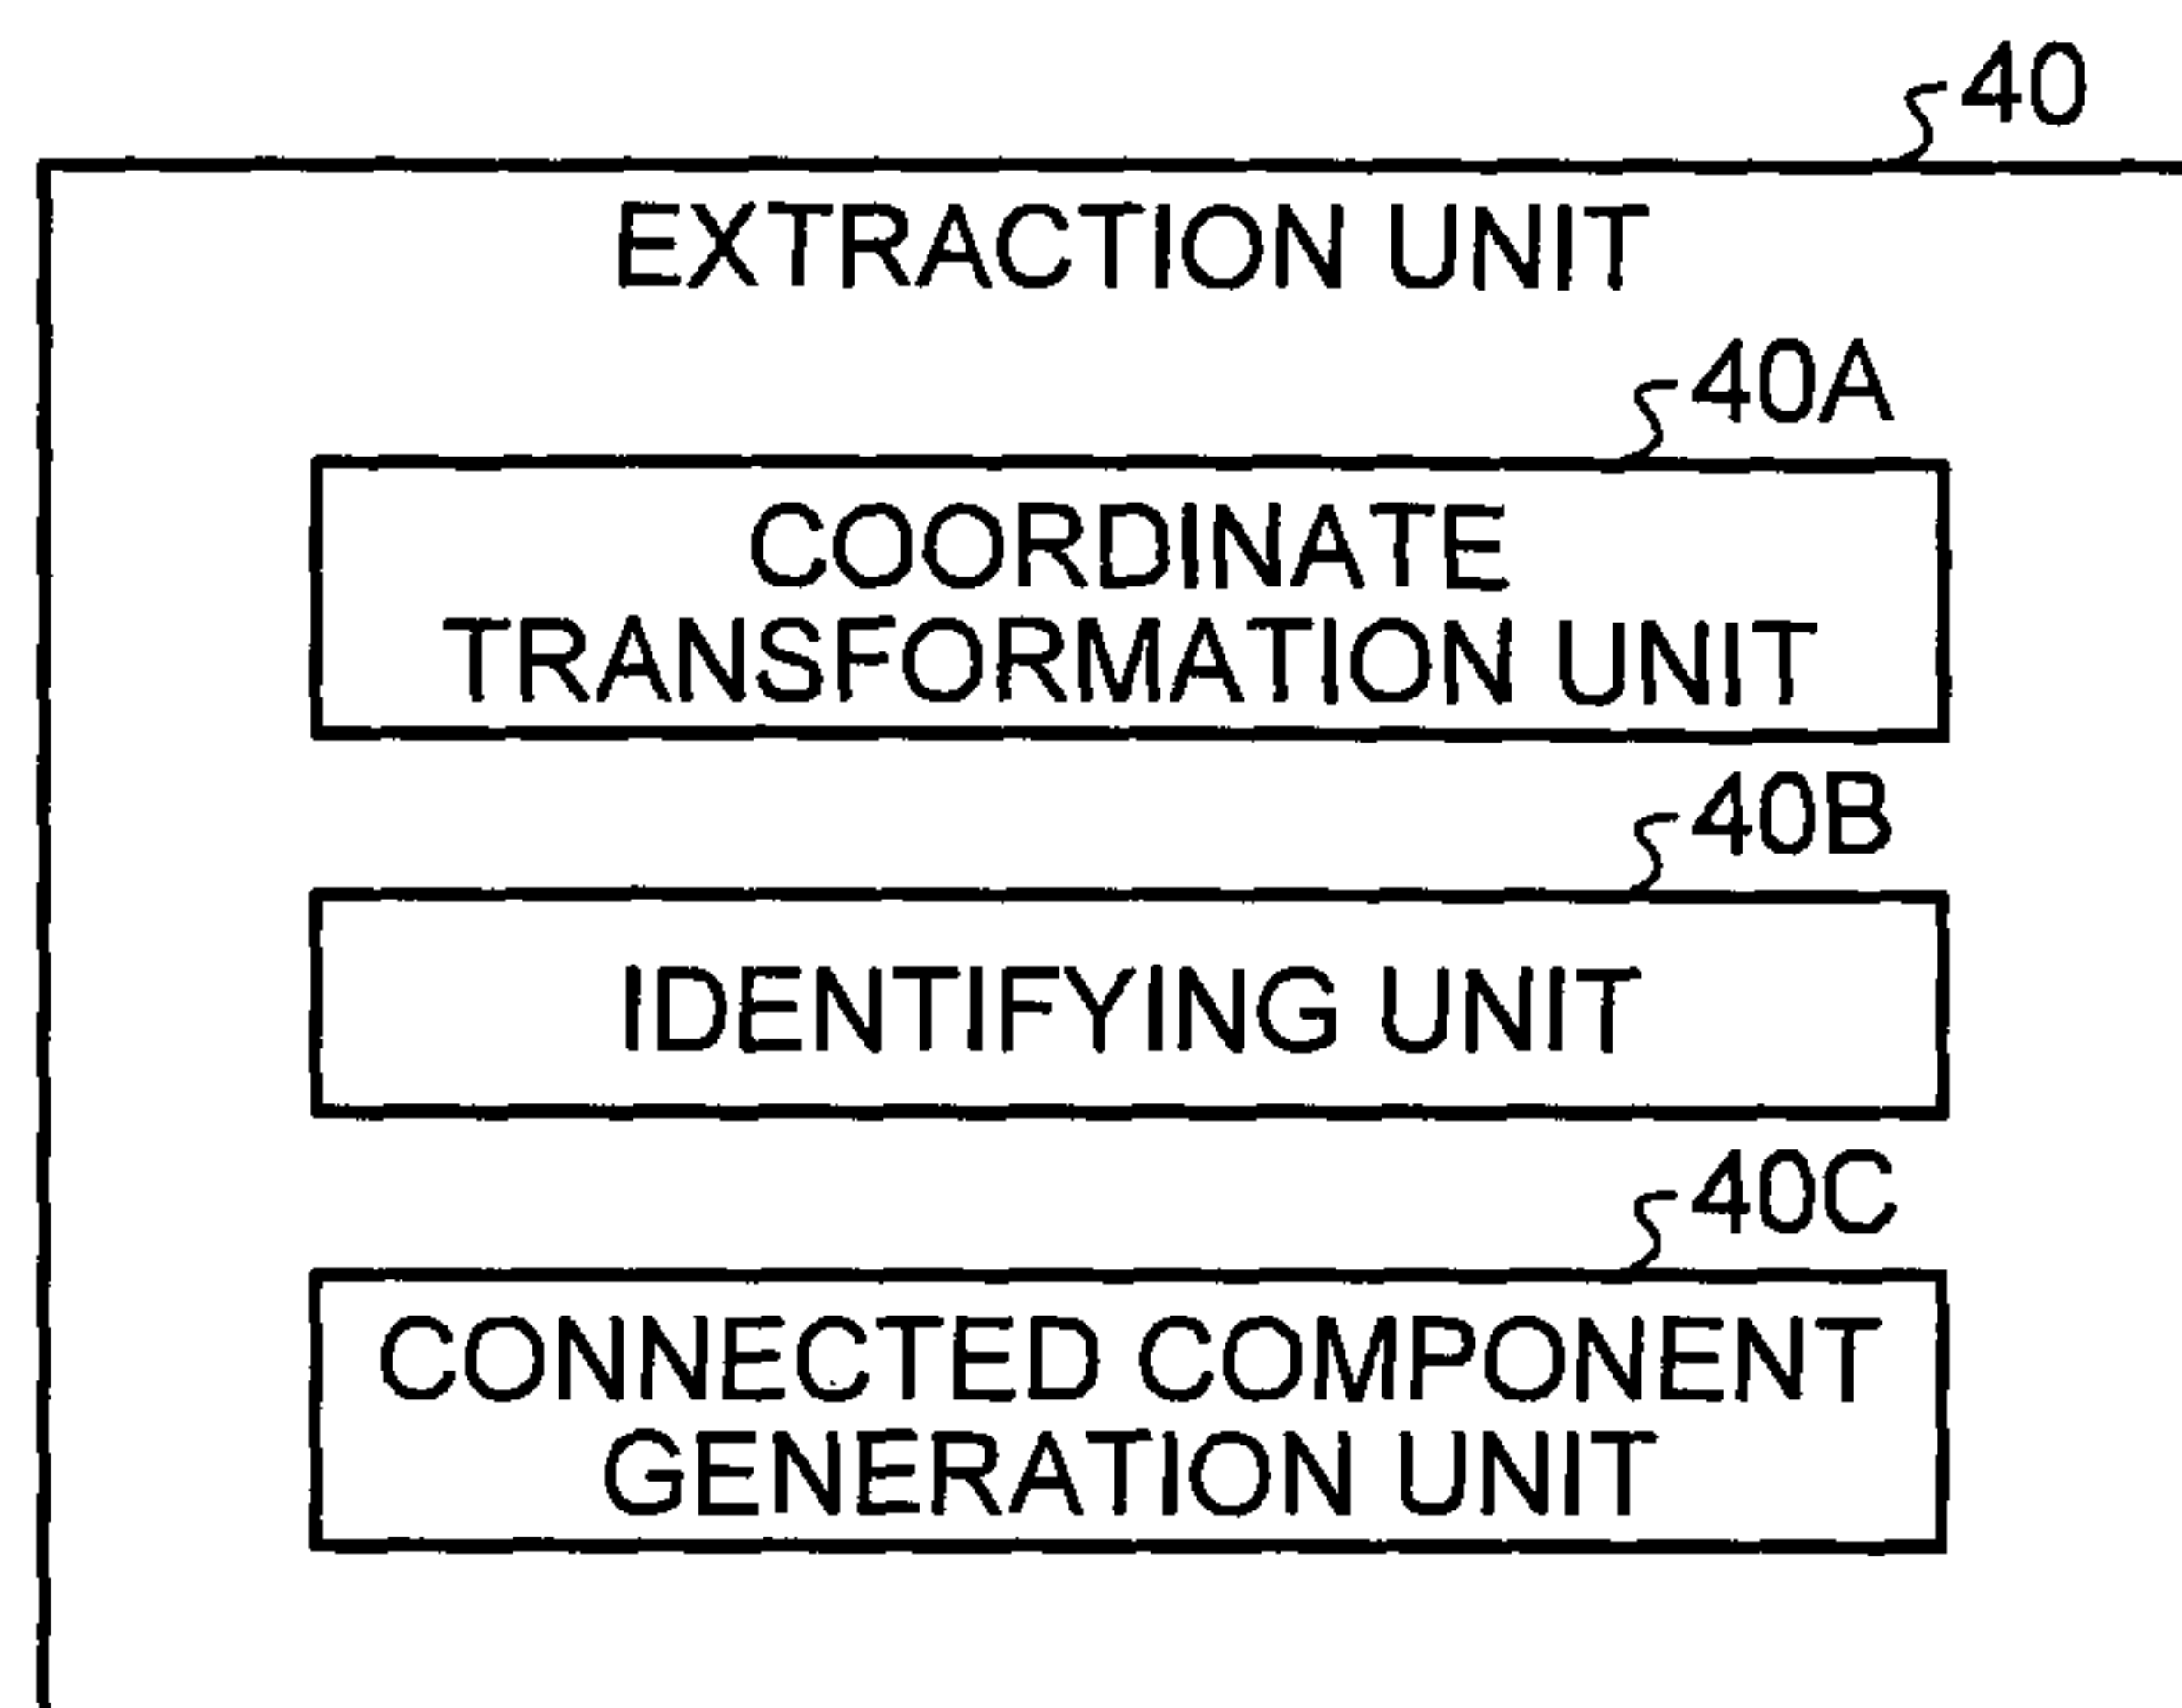 40
EXTRACTION UNIT
40A
COORDINATE
TRANSFORMATION UNIT
40B
IDENTIFYING UNIT
40C
CONNECTED COMPONENT
GENERATION UNIT